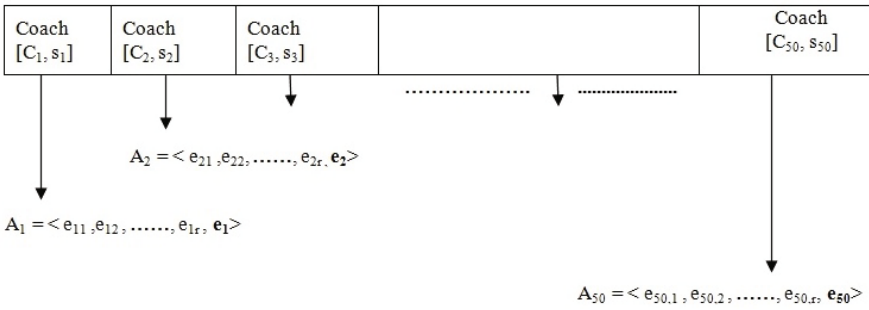 Coach [C₁, s₁]
Coach [C₂, s₂]
Coach [C₃, s₃]
Coach [C₅₀, s₅₀]
.................... ....................
A₂ =< e₂₁ ,e₂₂, ......, e₂ᵣ, e₂>
A₁ =< e₁₁ ,e₁₂, ......, e₁ᵣ, e₁>
A₅₀ =< e₅₀.₁ , e₅₀.₂ , ......, e₅₀.ᵣ, e₅₀>